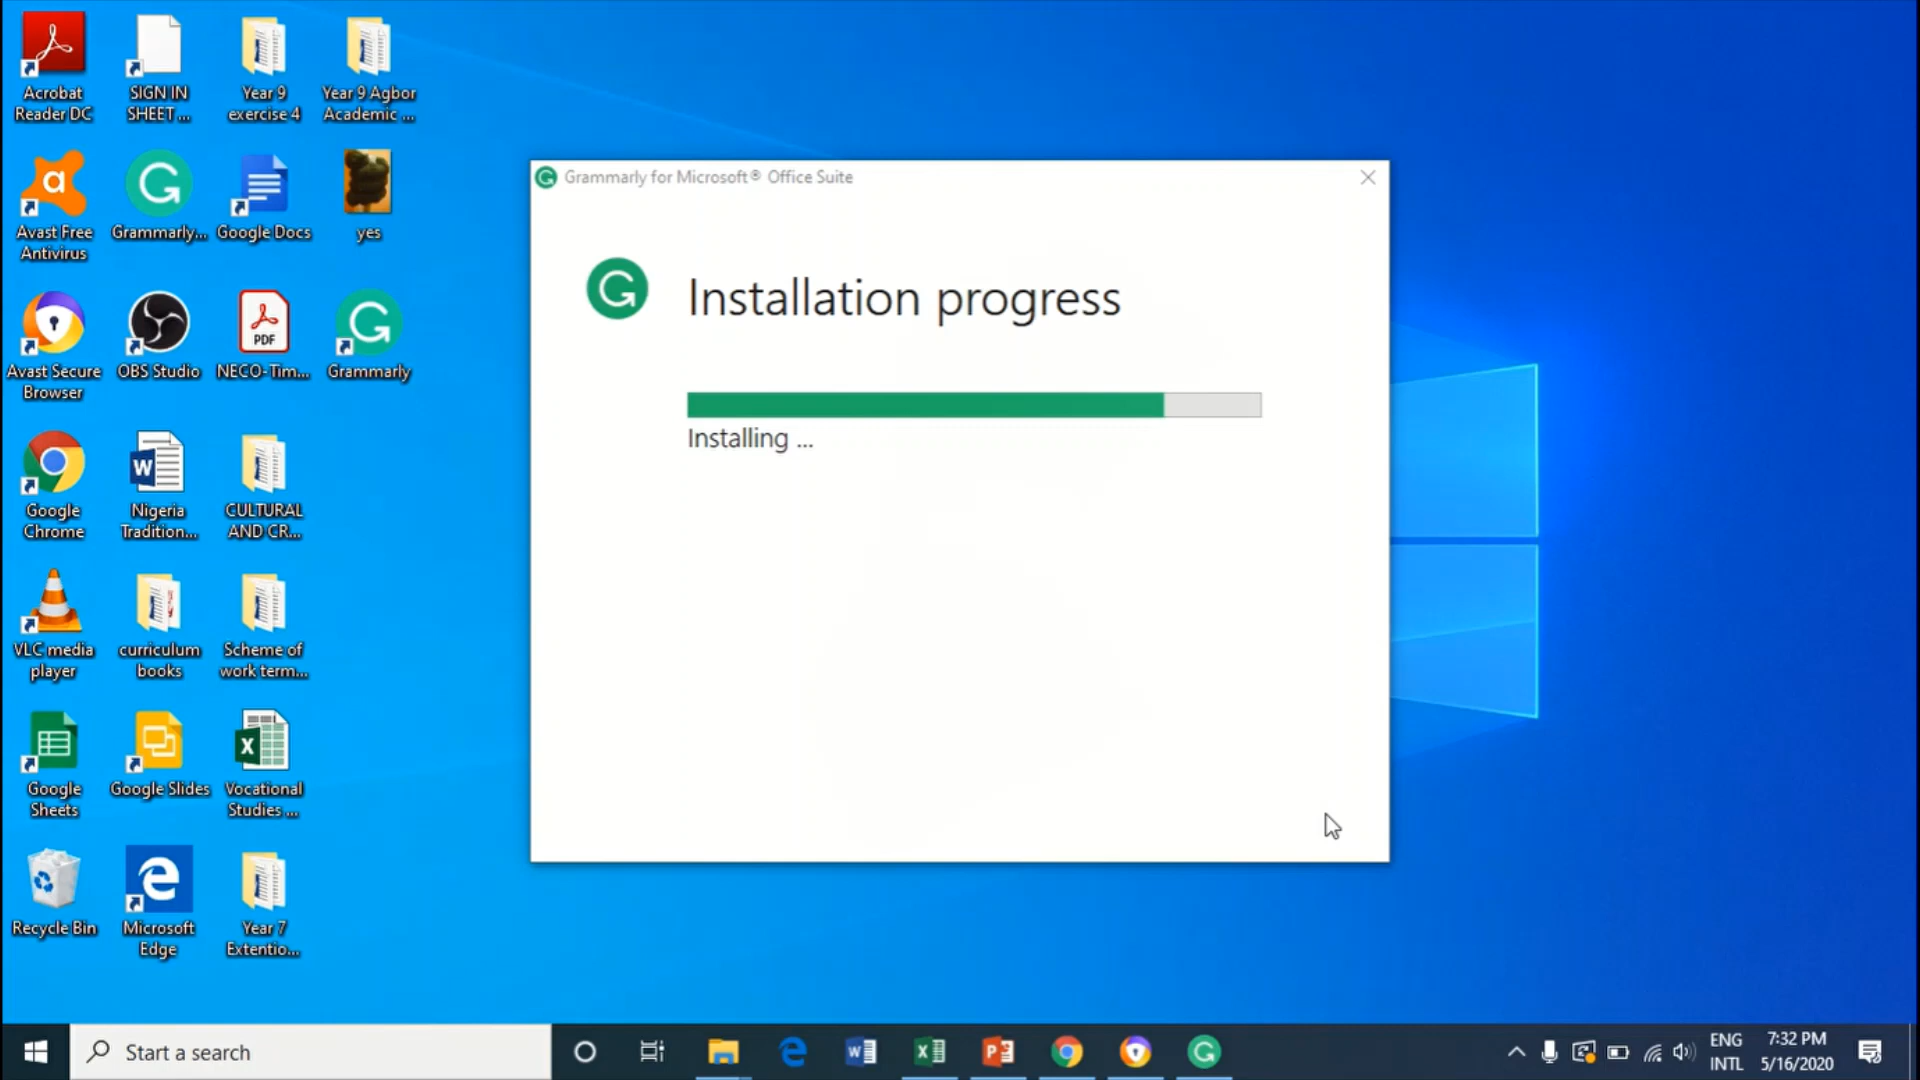 Acrobat
Reader DC
SIGN IN
SHEET ...
Year 9
exercise 4
Year 9 Agbor
Academic ...
Avast Free
Antivirus
Grammarly...
Google Docs
yes
Avast Secure
Browser
OBS Studio
PDF
NECO-Tim...
Grammarly
Google
Chrome
Nigeria
Tradition...
CULTURAL
AND CR...
VLC media
player
curriculum
books
Scheme of
work term...
Google
Sheets
Google Slides
Vocational
Studies ...
Recycle Bin
Microsoft
Edge
Year 7
Extentio...
Grammarly for Microsoft® Office Suite
Installation progress
Installing ...
Start a search
ENG
INTL
7:32 PM
5/16/2020